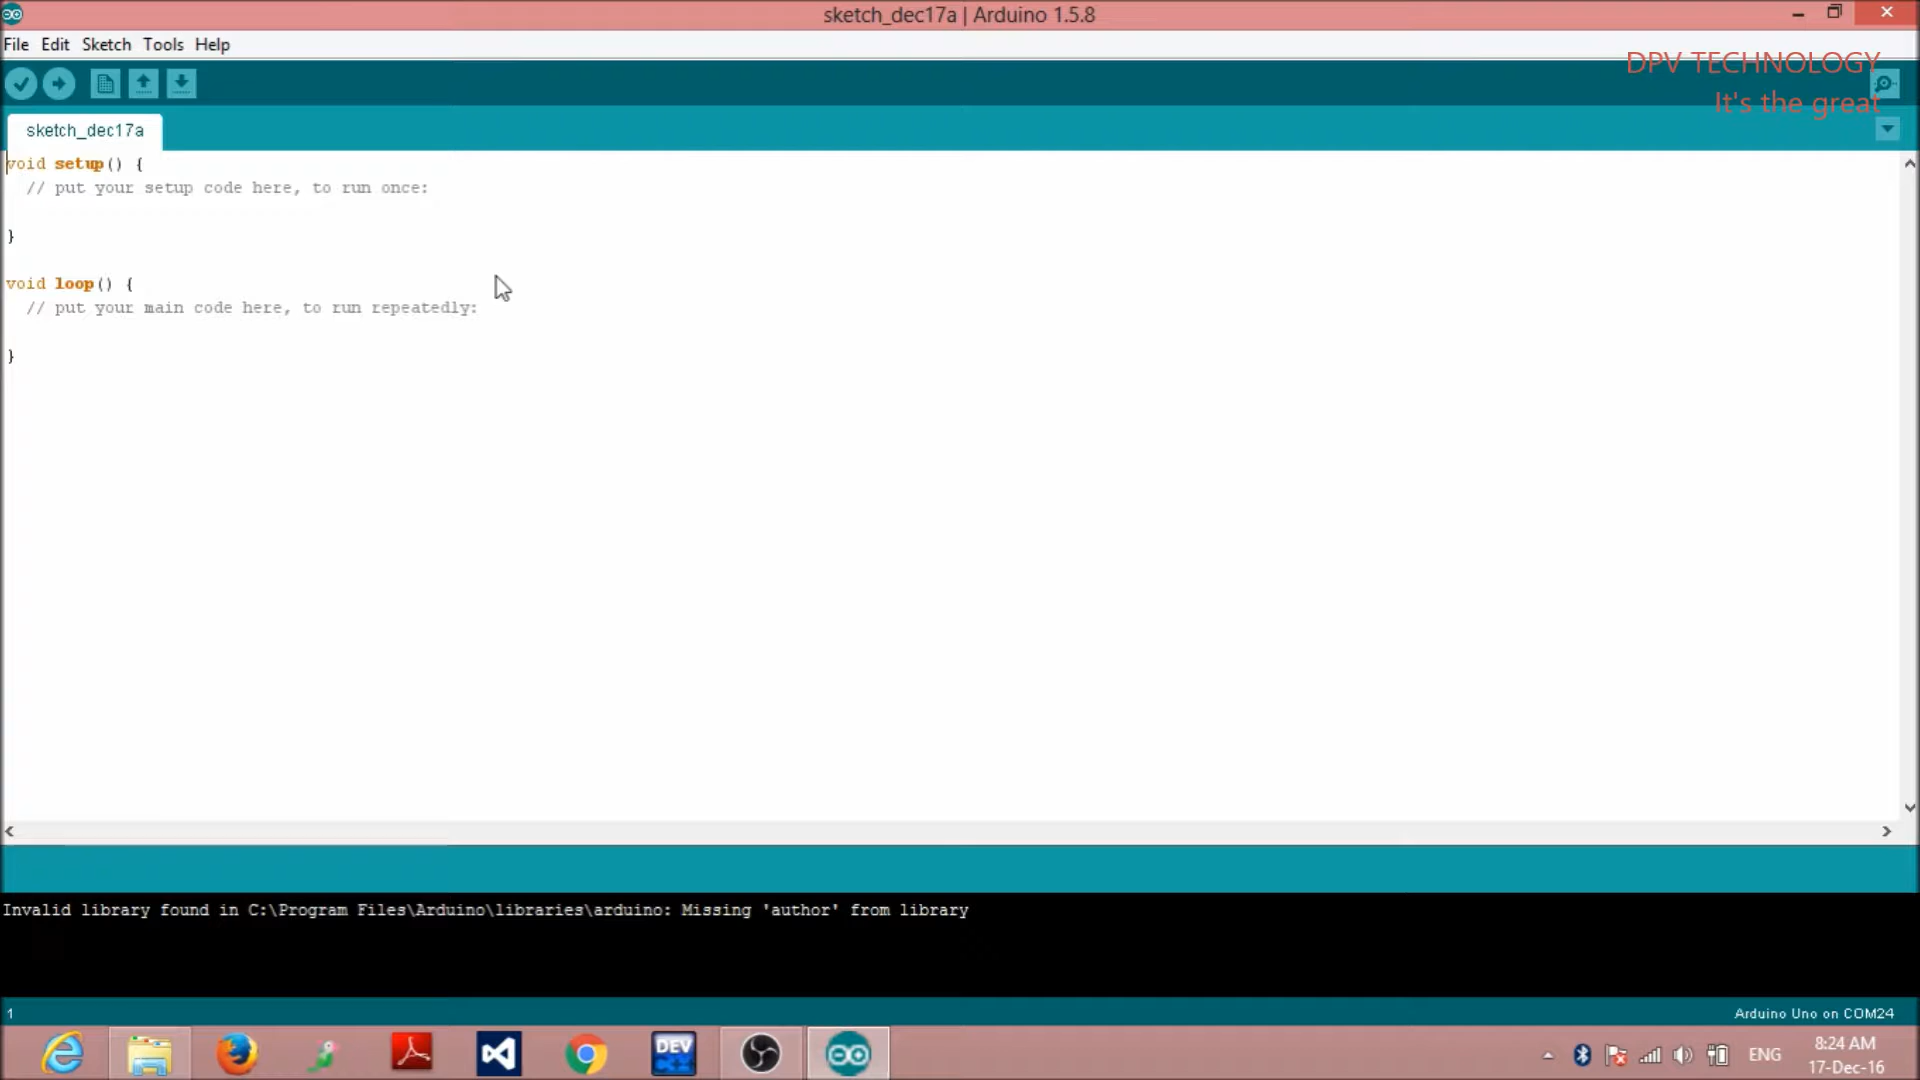 sketch_dec17a | Arduino 1.5.8
File Edit Sketch Tools Help
DPV TECHNOLOGY
It's the great
sketch_dec17a
void setup() {
  // put your setup code here, to run once:
}
void loop() {
  // put your main code here, to run repeatedly:
}
Invalid library found in C:\Program Files\Arduino\libraries\arduino: Missing 'author' from library
1
Arduino Uno on COM24
DEV
C++
ENG
8:24 AM
17-Dec-16